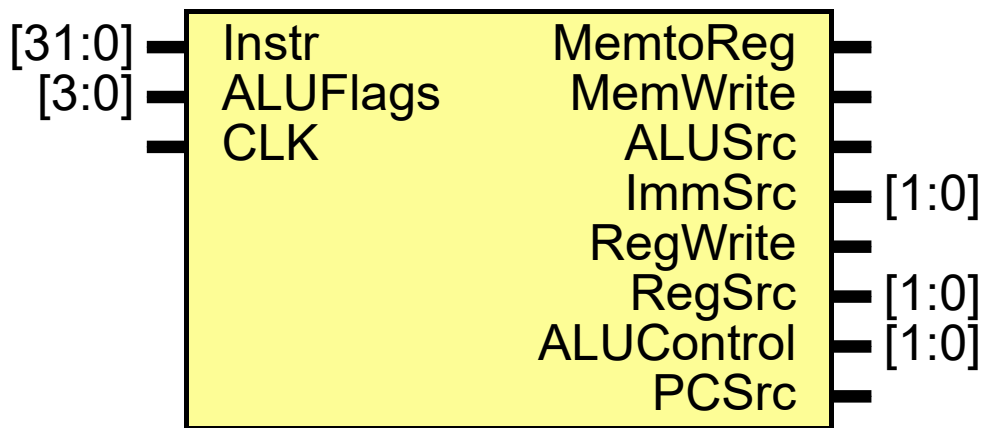 [31:0] Instr MemtoReg
[3:0] ALUFlags MemWrite
CLK ALUSrc
ImmSrc [1:0]
RegWrite
RegSrc [1:0]
ALUControl [1:0]
PCSrc